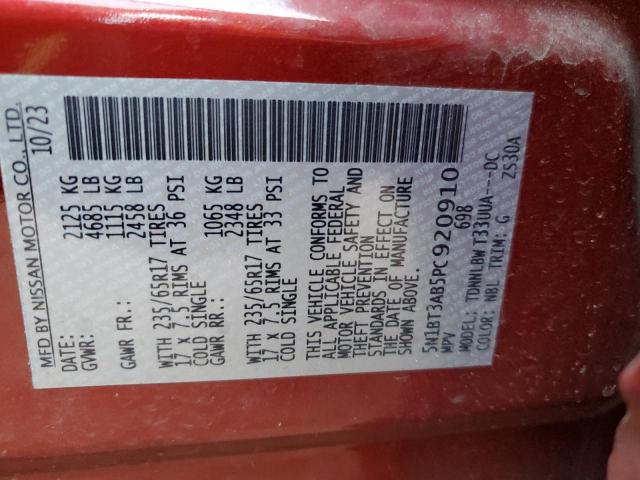 MFD BY NISSAN MOTOR CO., LTD.
DATE: 10/23
GVWR: 2125 KG
4685 LB
GAWR FR.: 1115 KG
2458 LB
WITH 235/65R17 TIRES
17 X 7.5 RIMS AT 36 PSI
COLD SINGLE
GAWR RR.: 1065 KG
2348 LB
WITH 235/65R17 TIRES
17 X 7.5 RIMS AT 33 PSI
COLD SINGLE
THIS VEHICLE CONFORMS TO
ALL APPLICABLE FEDERAL
MOTOR VEHICLE SAFETY AND
THEFT PREVENTION
STANDARDS IN EFFECT ON
THE DATE OF MANUFACTURE
SHOWN ABOVE.
5N1BT3AB5PC920910
MPV 698
MODEL: TDNNLBW T33UUA---DC
COLOR: NBL TRIM: G ZS30A